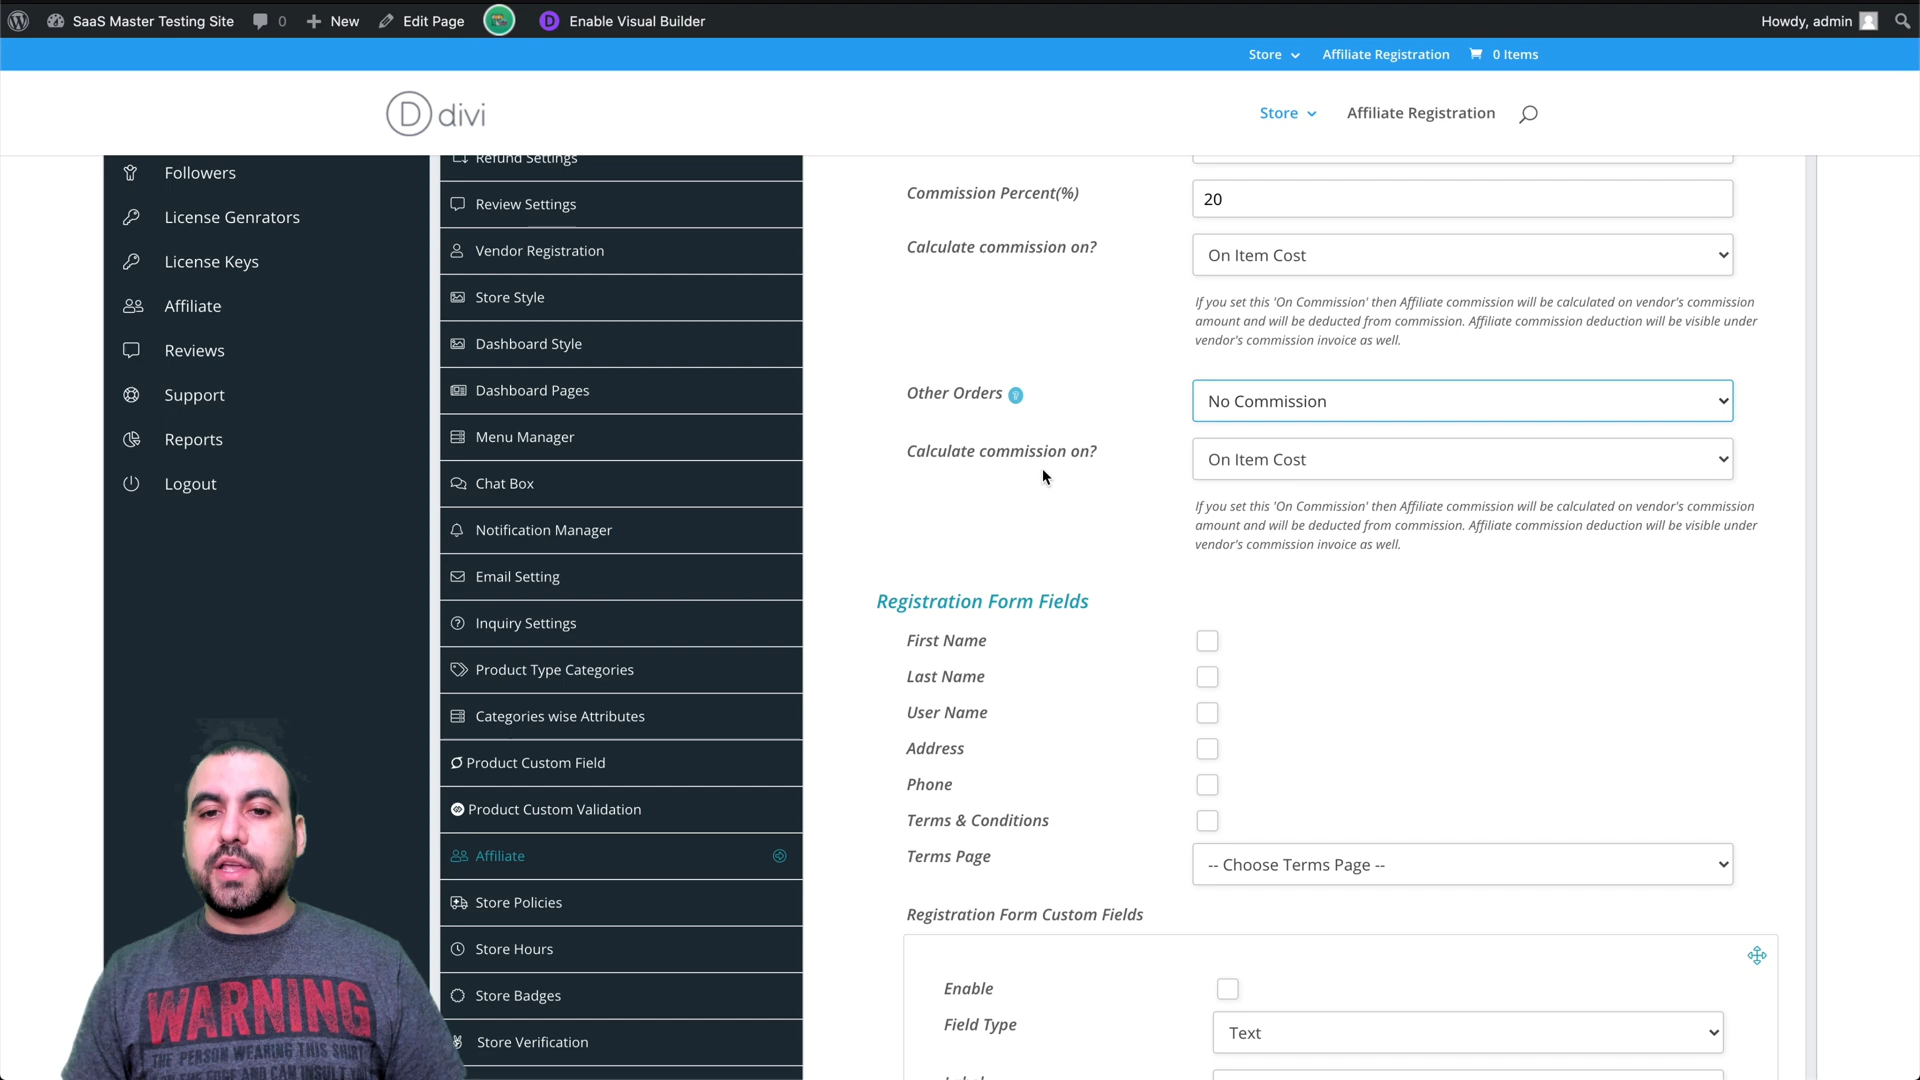 SaaS Master Testing Site
0
New
Edit Page
Enable Visual Builder
Howdy, admin
Store
Affiliate Registration
0 Items
D divi
Store
Affiliate Registration
Followers
License Genrators
License Keys
Affiliate
Reviews
Support
Reports
Logout
Refund Settings
Review Settings
Vendor Registration
Store Style
Dashboard Style
Dashboard Pages
Menu Manager
Chat Box
Notification Manager
Email Setting
Inquiry Settings
Product Type Categories
Categories wise Attributes
Product Custom Field
Product Custom Validation
Affiliate
Store Policies
Store Hours
Store Badges
Store Verification
Commission Percent(%)
20
Calculate commission on?
On Item Cost
If you set this 'On Commission' then Affiliate commission will be calculated on vendor's commission
amount and will be deducted from commission. Affiliate commission deduction will be visible under
vendor's commission invoice as well.
Other Orders
No Commission
Calculate commission on?
On Item Cost
If you set this 'On Commission' then Affiliate commission will be calculated on vendor's commission
amount and will be deducted from commission. Affiliate commission deduction will be visible under
vendor's commission invoice as well.
Registration Form Fields
First Name
Last Name
User Name
Address
Phone
Terms & Conditions
Terms Page
-- Choose Terms Page --
Registration Form Custom Fields
Enable
Field Type
Text
WARNING
THE PERSON WEARING THIS SHIRT